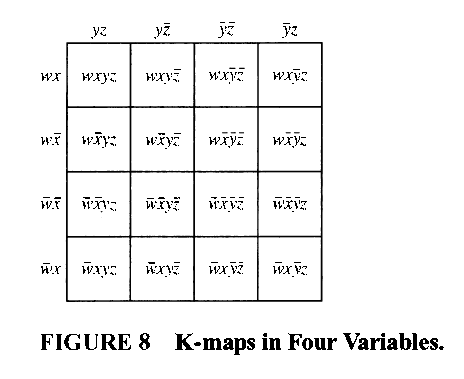 yz yz̄ ȳz̄ ȳz
wx wxyz wxyz̄ wxȳz̄ wxȳz
wx̄ wx̄yz wx̄yz̄ wx̄ȳz̄ wx̄ȳz
w̄x̄ w̄x̄yz w̄x̄yz̄ w̄x̄ȳz̄ w̄x̄ȳz
w̄x w̄xyz w̄xyz̄ w̄xȳz̄ w̄xȳz
FIGURE 8 K-maps in Four Variables.